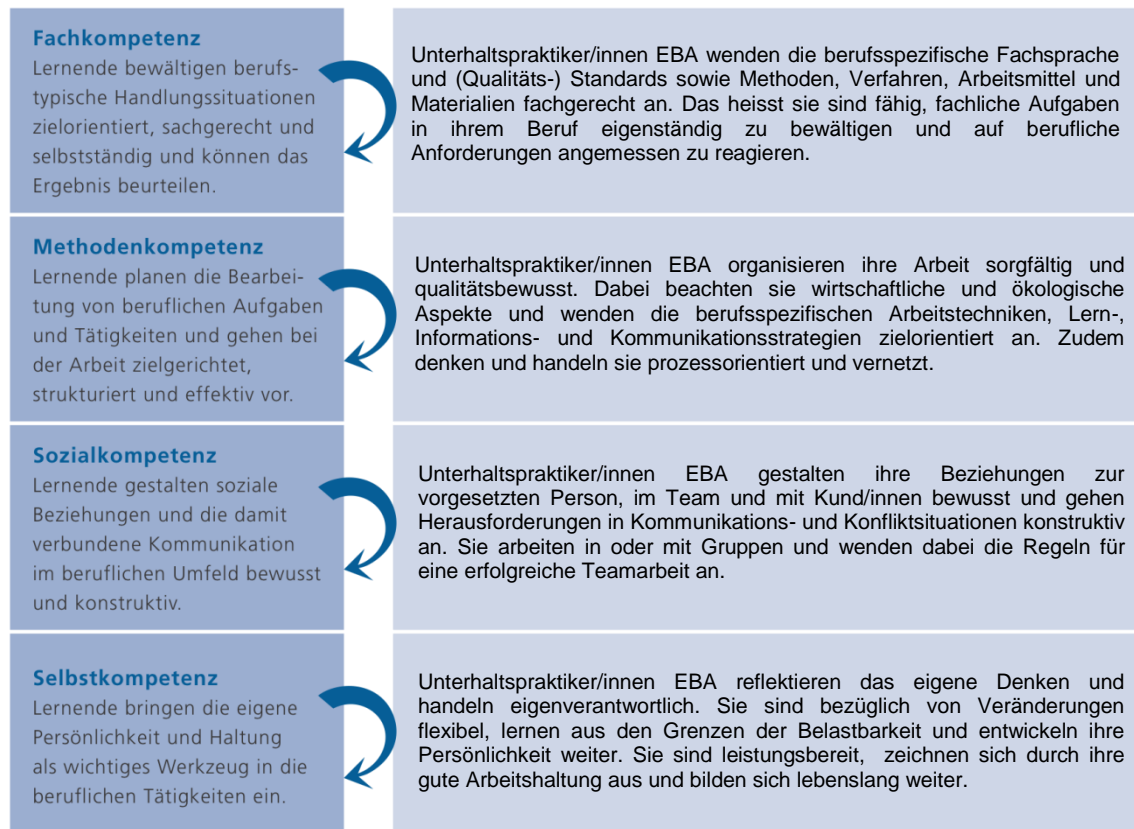 Fachkompetenz
Lernende bewältigen berufs-
typische Handlungssituationen
zielorientiert, sachgerecht und
selbstständig und können das
Ergebnis beurteilen.
Unterhaltspraktiker/innen EBA wenden die berufsspezifische Fachsprache
und (Qualitäts-) Standards sowie Methoden, Verfahren, Arbeitsmittel und
Materialien fachgerecht an. Das heisst sie sind fähig, fachliche Aufgaben
in ihrem Beruf eigenständig zu bewältigen und auf berufliche
Anforderungen angemessen zu reagieren.
Methodenkompetenz
Lernende planen die Bearbei-
tung von beruflichen Aufgaben
und Tätigkeiten und gehen bei
der Arbeit zielgerichtet,
strukturiert und effektiv vor.
Unterhaltspraktiker/innen EBA organisieren ihre Arbeit sorgfältig und
qualitätsbewusst. Dabei beachten sie wirtschaftliche und ökologische
Aspekte und wenden die berufsspezifischen Arbeitstechniken, Lern-,
Informations- und Kommunikationsstrategien zielorientiert an. Zudem
denken und handeln sie prozessorientiert und vernetzt.
Sozialkompetenz
Lernende gestalten soziale
Beziehungen und die damit
verbundene Kommunikation
im beruflichen Umfeld bewusst
und konstruktiv.
Unterhaltspraktiker/innen EBA gestalten ihre Beziehungen zur
vorgesetzten Person, im Team und mit Kund/innen bewusst und gehen
Herausforderungen in Kommunikations- und Konfliktsituationen konstruktiv
an. Sie arbeiten in oder mit Gruppen und wenden dabei die Regeln für
eine erfolgreiche Teamarbeit an.
Selbstkompetenz
Lernende bringen die eigene
Persönlichkeit und Haltung
als wichtiges Werkzeug in die
beruflichen Tätigkeiten ein.
Unterhaltspraktiker/innen EBA reflektieren das eigene Denken und
handeln eigenverantwortlich. Sie sind bezüglich von Veränderungen
flexibel, lernen aus den Grenzen der Belastbarkeit und entwickeln ihre
Persönlichkeit weiter. Sie sind leistungsbereit, zeichnen sich durch ihre
gute Arbeitshaltung aus und bilden sich lebenslang weiter.